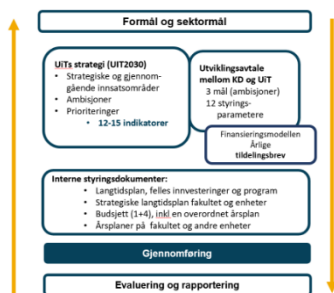 Formål og sektormål
UiTs strategi (UIT2030)
• Strategiske og gjennom-
gående innsatsområder
• Ambisjoner
• Prioriteringer
• 12-15 indikatorer
Utviklingsavtale
mellom KD og UiT
3 mål (ambisjoner)
12 styrings-
parametere
Finansieringsmodellen
Årlige
tildelingsbrev
Interne styringsdokumenter:
• Langtidsplan, felles innvesteringer og program
• Strategiske langtidsplan fakultet og enheter
• Budsjett (1+4), inkl en overordnet årsplan
• Årsplaner på fakultet og andre enheter
Gjennomføring
Evaluering og rapportering